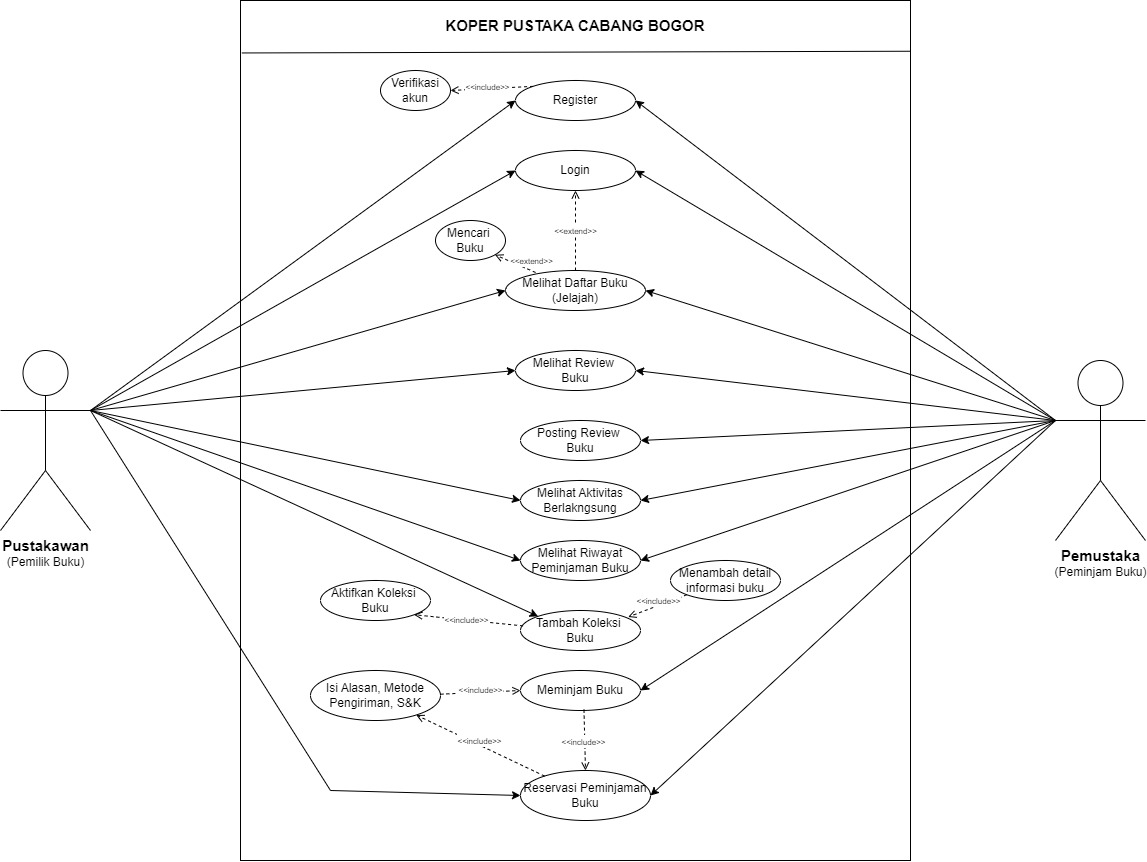 KOPER PUSTAKA CABANG BOGOR
Verifikasi
akun
<<include>>
Register
Login
<<extend>>
Mencari
Buku
<<extend>>
Melihat Daftar Buku
(Jelajah)
Melihat Review
Buku
Posting Review
Buku
Melihat Aktivitas
Berlakngsung
Pustakawan
(Pemilik Buku)
Pemustaka
(Peminjam Buku)
Melihat Riwayat
Peminjaman Buku
Menambah detail
informasi buku
<<include>>
Aktifkan Koleksi
Buku
<<include>>
Tambah Koleksi
Buku
Isi Alasan, Metode
Pengiriman, S&K
<<include>>
Meminjam Buku
<<include>>
<<include>>
Reservasi Peminjaman
Buku